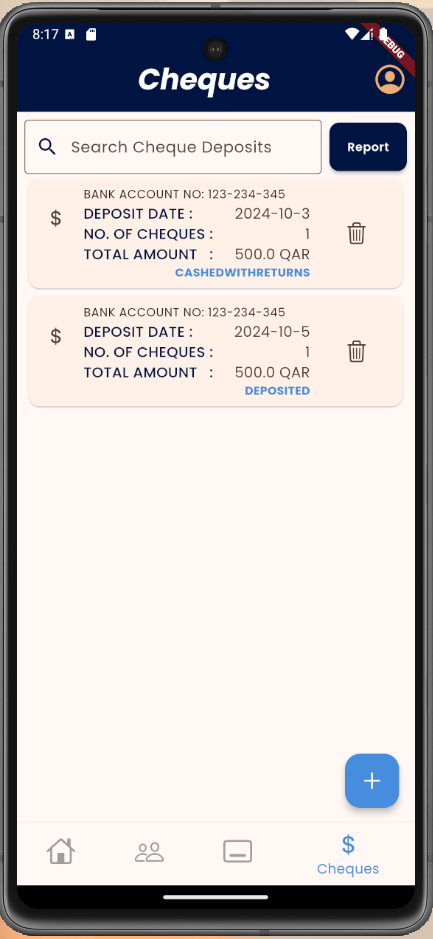 8:17 A
DEBUG
Cheques
Search Cheque Deposits
Report
BANK ACCOUNT NO: 123-234-345
$
DEPOSIT DATE : 2024-10-3
NO. OF CHEQUES : 1
TOTAL AMOUNT : 500.0 QAR
CASHEDWITHRETURNS
BANK ACCOUNT NO: 123-234-345
$
DEPOSIT DATE : 2024-10-5
NO. OF CHEQUES : 1
TOTAL AMOUNT : 500.0 QAR
DEPOSITED
+
$
Cheques